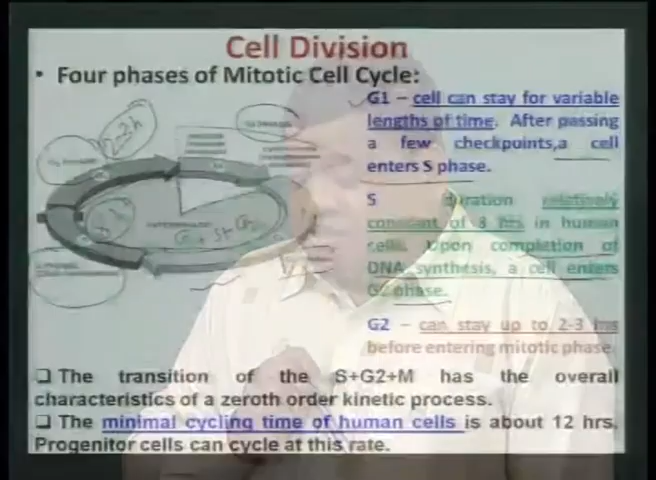 Cell Division
• Four phases of Mitotic Cell Cycle:
G1 – cell can stay for variable
lengths of time. After passing
a few checkpoints,a cell
enters S phase.
S duration relatively
constant of 8 hrs in human
cells. Upon completion of
DNA synthesis, a cell enters
G2 phase.
G2 – can stay up to 2-3 hrs
before entering mitotic phase.
❑ The transition of the S+G2+M has the overall
characteristics of a zeroth order kinetic process.
❑ The minimal cycling time of human cells is about 12 hrs.
Progenitor cells can cycle at this rate.